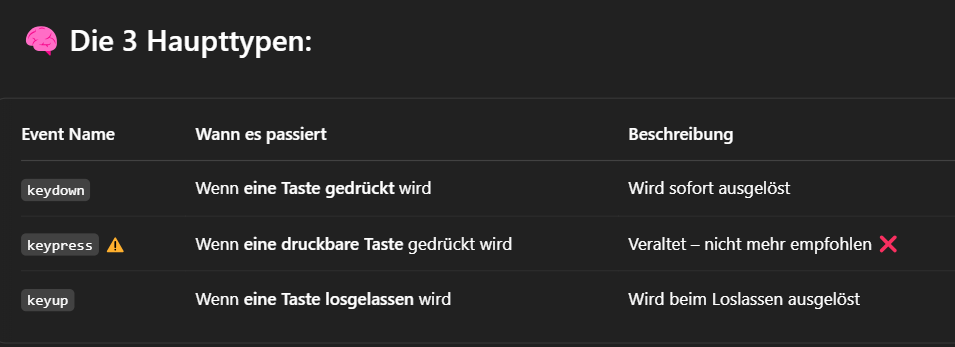 🧠 Die 3 Haupttypen:
Event Name Wann es passiert Beschreibung
keydown Wenn eine Taste gedrückt wird Wird sofort ausgelöst
keypress ⚠️ Wenn eine druckbare Taste gedrückt wird Veraltet – nicht mehr empfohlen ❌
keyup Wenn eine Taste losgelassen wird Wird beim Loslassen ausgelöst